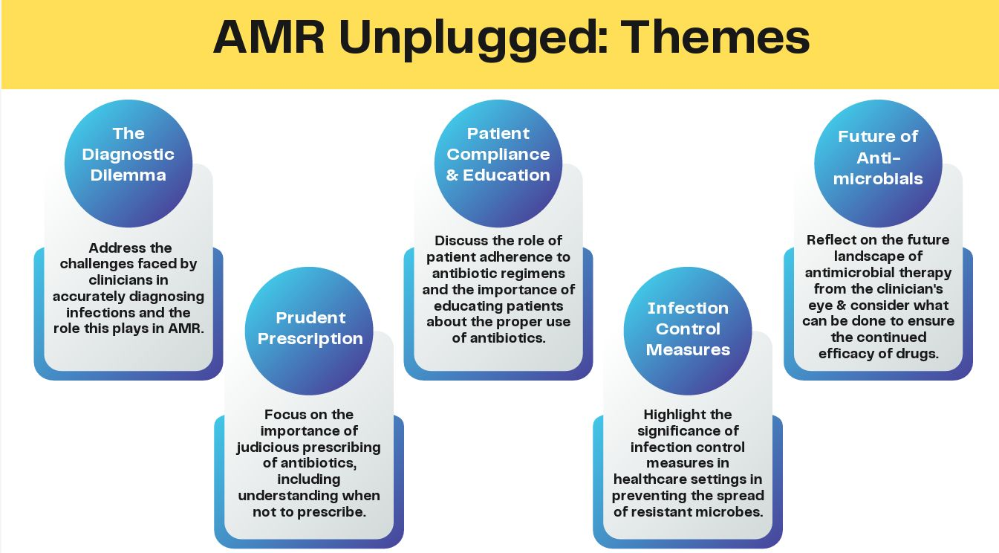 AMR Unplugged: Themes
The
Diagnostic
Dilemma
Address the
challenges faced by
clinicians in
accurately diagnosing
infections and the
role this plays in AMR.
Prudent
Prescription
Focus on the
importance of
judicious prescribing
of antibiotics,
including
understanding when
not to prescribe.
Patient
Compliance
& Education
Discuss the role of
patient adherence to
antibiotic regimens
and the importance of
educating patients
about the proper use
of antibiotics.
Infection
Control
Measures
Highlight the
significance of
infection control
measures in
healthcare settings in
preventing the spread
of resistant microbes.
Future of
Anti-
microbials
Reflect on the future
landscape of
antimicrobial therapy
from the clinician's
eye & consider what
can be done to ensure
the continued
efficacy of drugs.